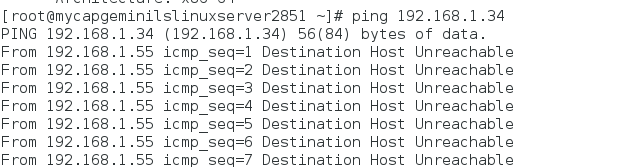 Architecture: x86-64
[root@mycapgeminilslinuxserver2851 ~]# ping 192.168.1.34
PING 192.168.1.34 (192.168.1.34) 56(84) bytes of data.
From 192.168.1.55 icmp_seq=1 Destination Host Unreachable
From 192.168.1.55 icmp_seq=2 Destination Host Unreachable
From 192.168.1.55 icmp_seq=3 Destination Host Unreachable
From 192.168.1.55 icmp_seq=4 Destination Host Unreachable
From 192.168.1.55 icmp_seq=5 Destination Host Unreachable
From 192.168.1.55 icmp_seq=6 Destination Host Unreachable
From 192.168.1.55 icmp_seq=7 Destination Host Unreachable